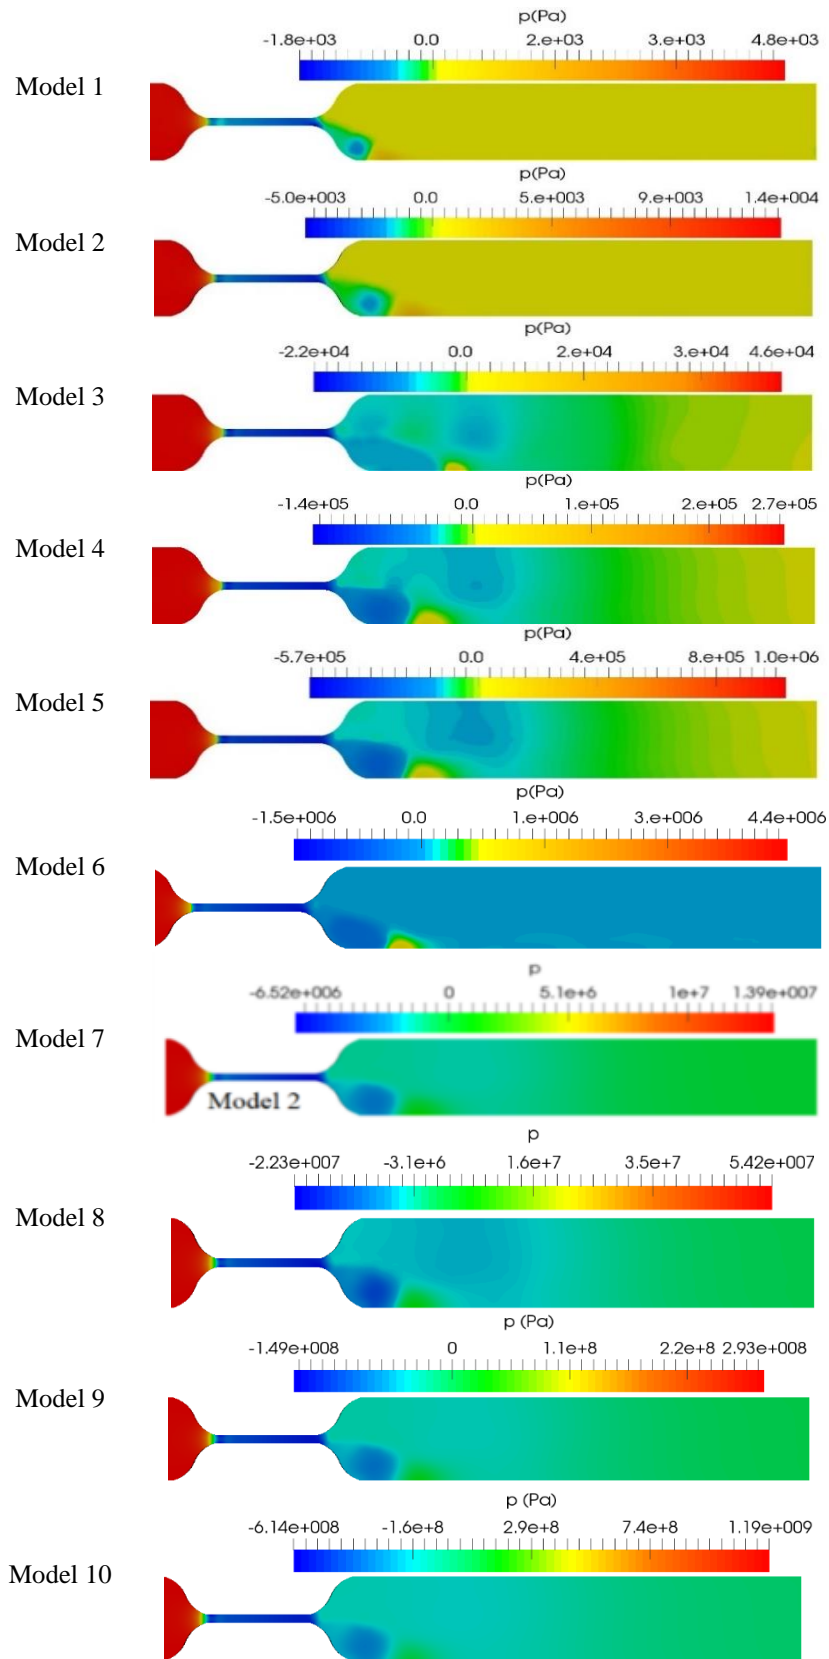 p(Pa)
-1.8e+03 0.0 2.e+03 3.e+03 4.8e+03
Model 1
p(Pa)
-5.0e+003 0.0 5.e+003 9.e+003 1.4e+004
Model 2
p(Pa)
-2.2e+04 0.0 2.e+04 3.e+04 4.6e+04
Model 3
p(Pa)
-1.4e+05 0.0 1.e+05 2.e+05 2.7e+05
Model 4
p(Pa)
-5.7e+05 0.0 4.e+05 8.e+05 1.0e+06
Model 5
p(Pa)
-1.5e+006 0.0 1.e+006 3.e+006 4.4e+006
Model 6
p
-6.52e+006 0 5.1e+6 1e+7 1.39e+007
Model 7
Model 2
p
-2.23e+007 -3.1e+6 1.6e+7 3.5e+7 5.42e+007
Model 8
p (Pa)
-1.49e+008 0 1.1e+8 2.2e+8 2.93e+008
Model 9
p (Pa)
-6.14e+008 -1.6e+8 2.9e+8 7.4e+8 1.19e+009
Model 10